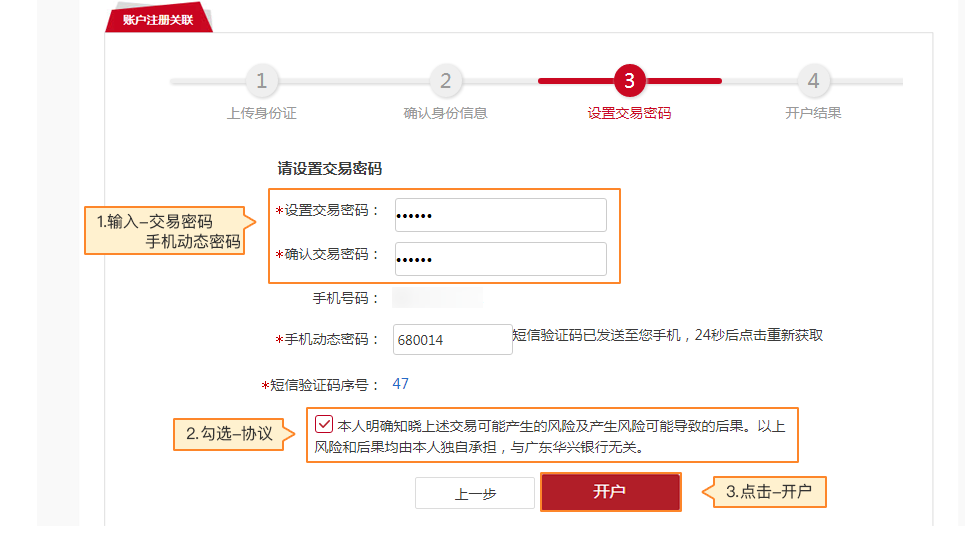 账户注册关联
1
2
3
4
上传身份证
确认身份信息
设置交易密码
开户结果
请设置交易密码
1.输入-交易密码
手机动态密码
*设置交易密码： ••••••
*确认交易密码： ••••••
手机号码：
*手机动态密码： 680014 短信验证码已发送至您手机，24秒后点击重新获取
*短信验证码序号： 47
2.勾选-协议
本人明确知晓上述交易可能产生的风险及产生风险可能导致的后果。以上
风险和后果均由本人独自承担，与广东华兴银行无关。
上一步
开户
3.点击-开户